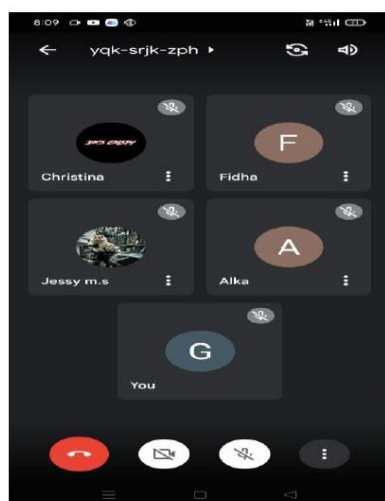 8:09
yqk-srjk-zph
Christina
F
Fidha
Jessy m.s
A
Alka
G
You